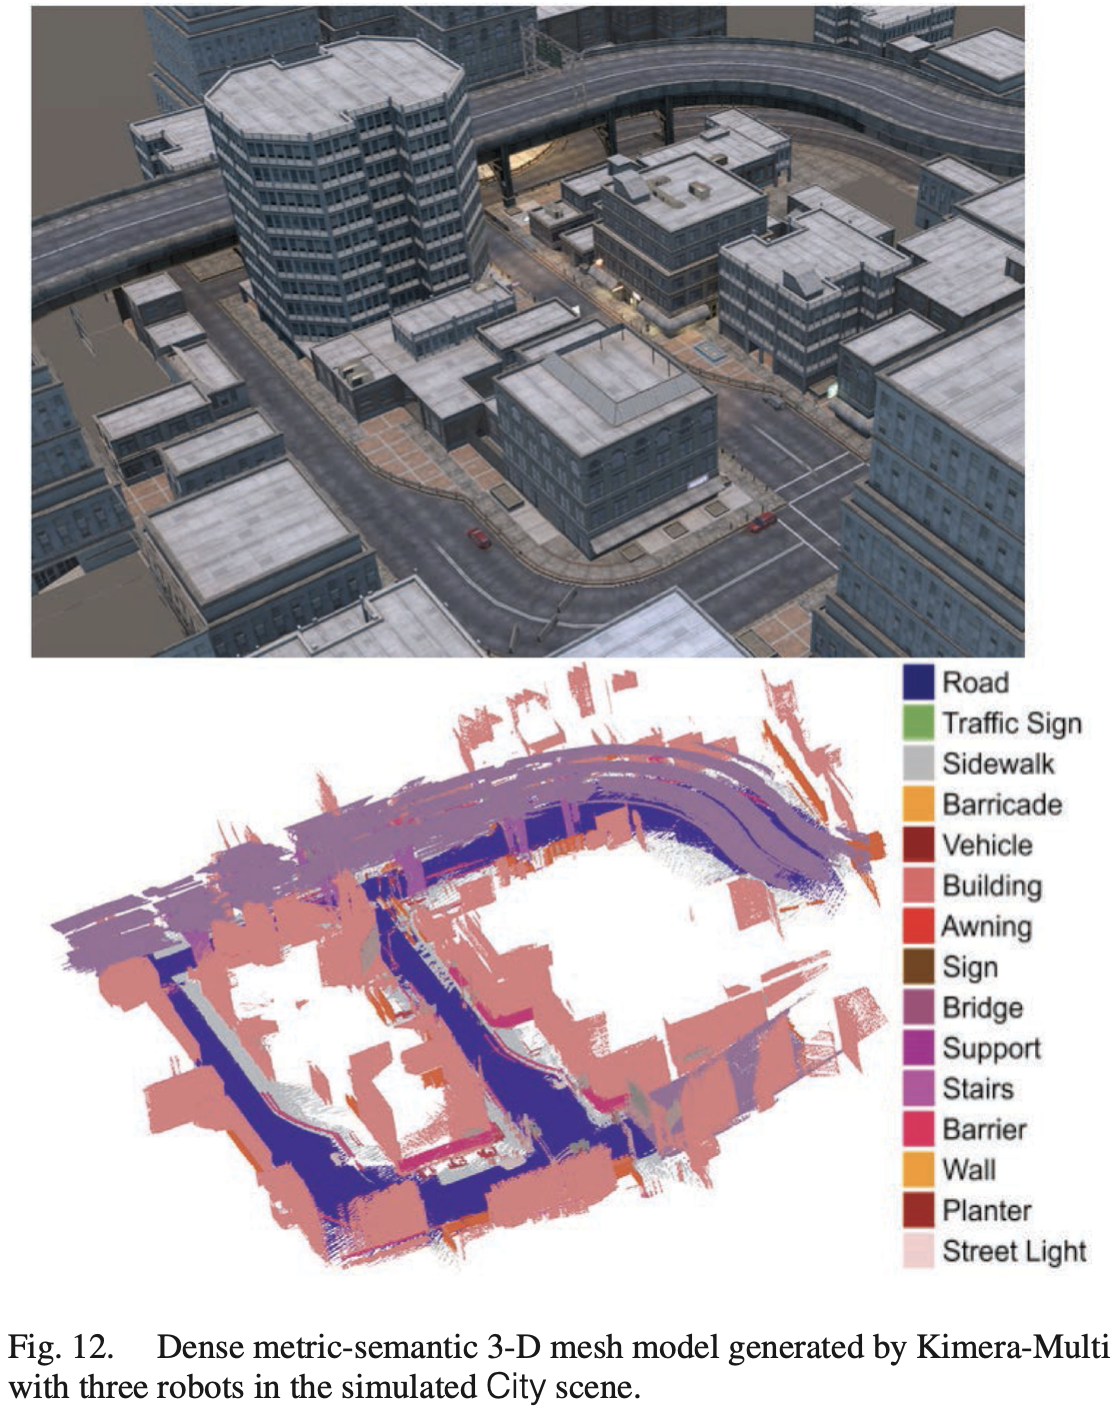 Road
Traffic Sign
Sidewalk
Barricade
Vehicle
Building
Awning
Sign
Bridge
Support
Stairs
Barrier
Wall
Planter
Street Light
Fig. 12. Dense metric-semantic 3-D mesh model generated by Kimera-Multi
with three robots in the simulated City scene.